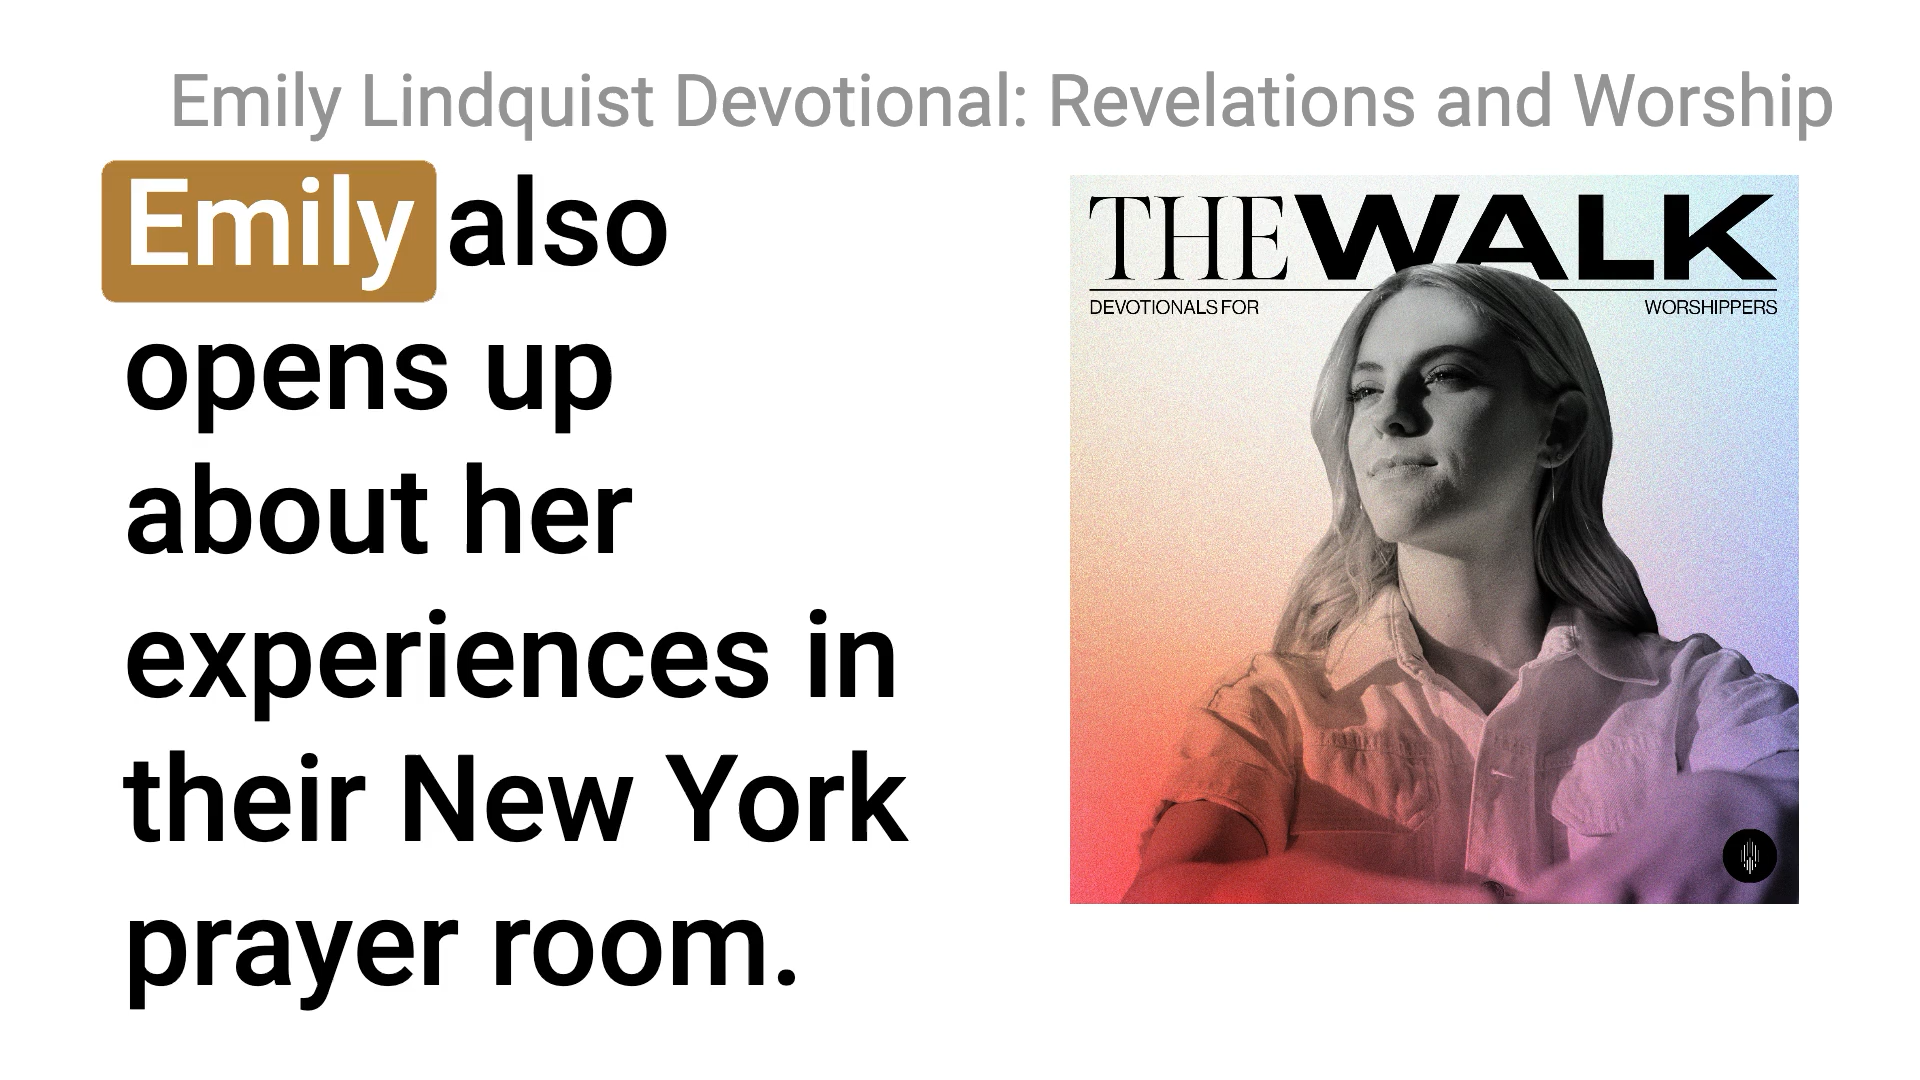 Emily Lindquist Devotional: Revelations and Worship
Emily also
opens up
about her
experiences in
their New York
prayer room.
THE WALK
DEVOTIONALS FOR WORSHIPPERS